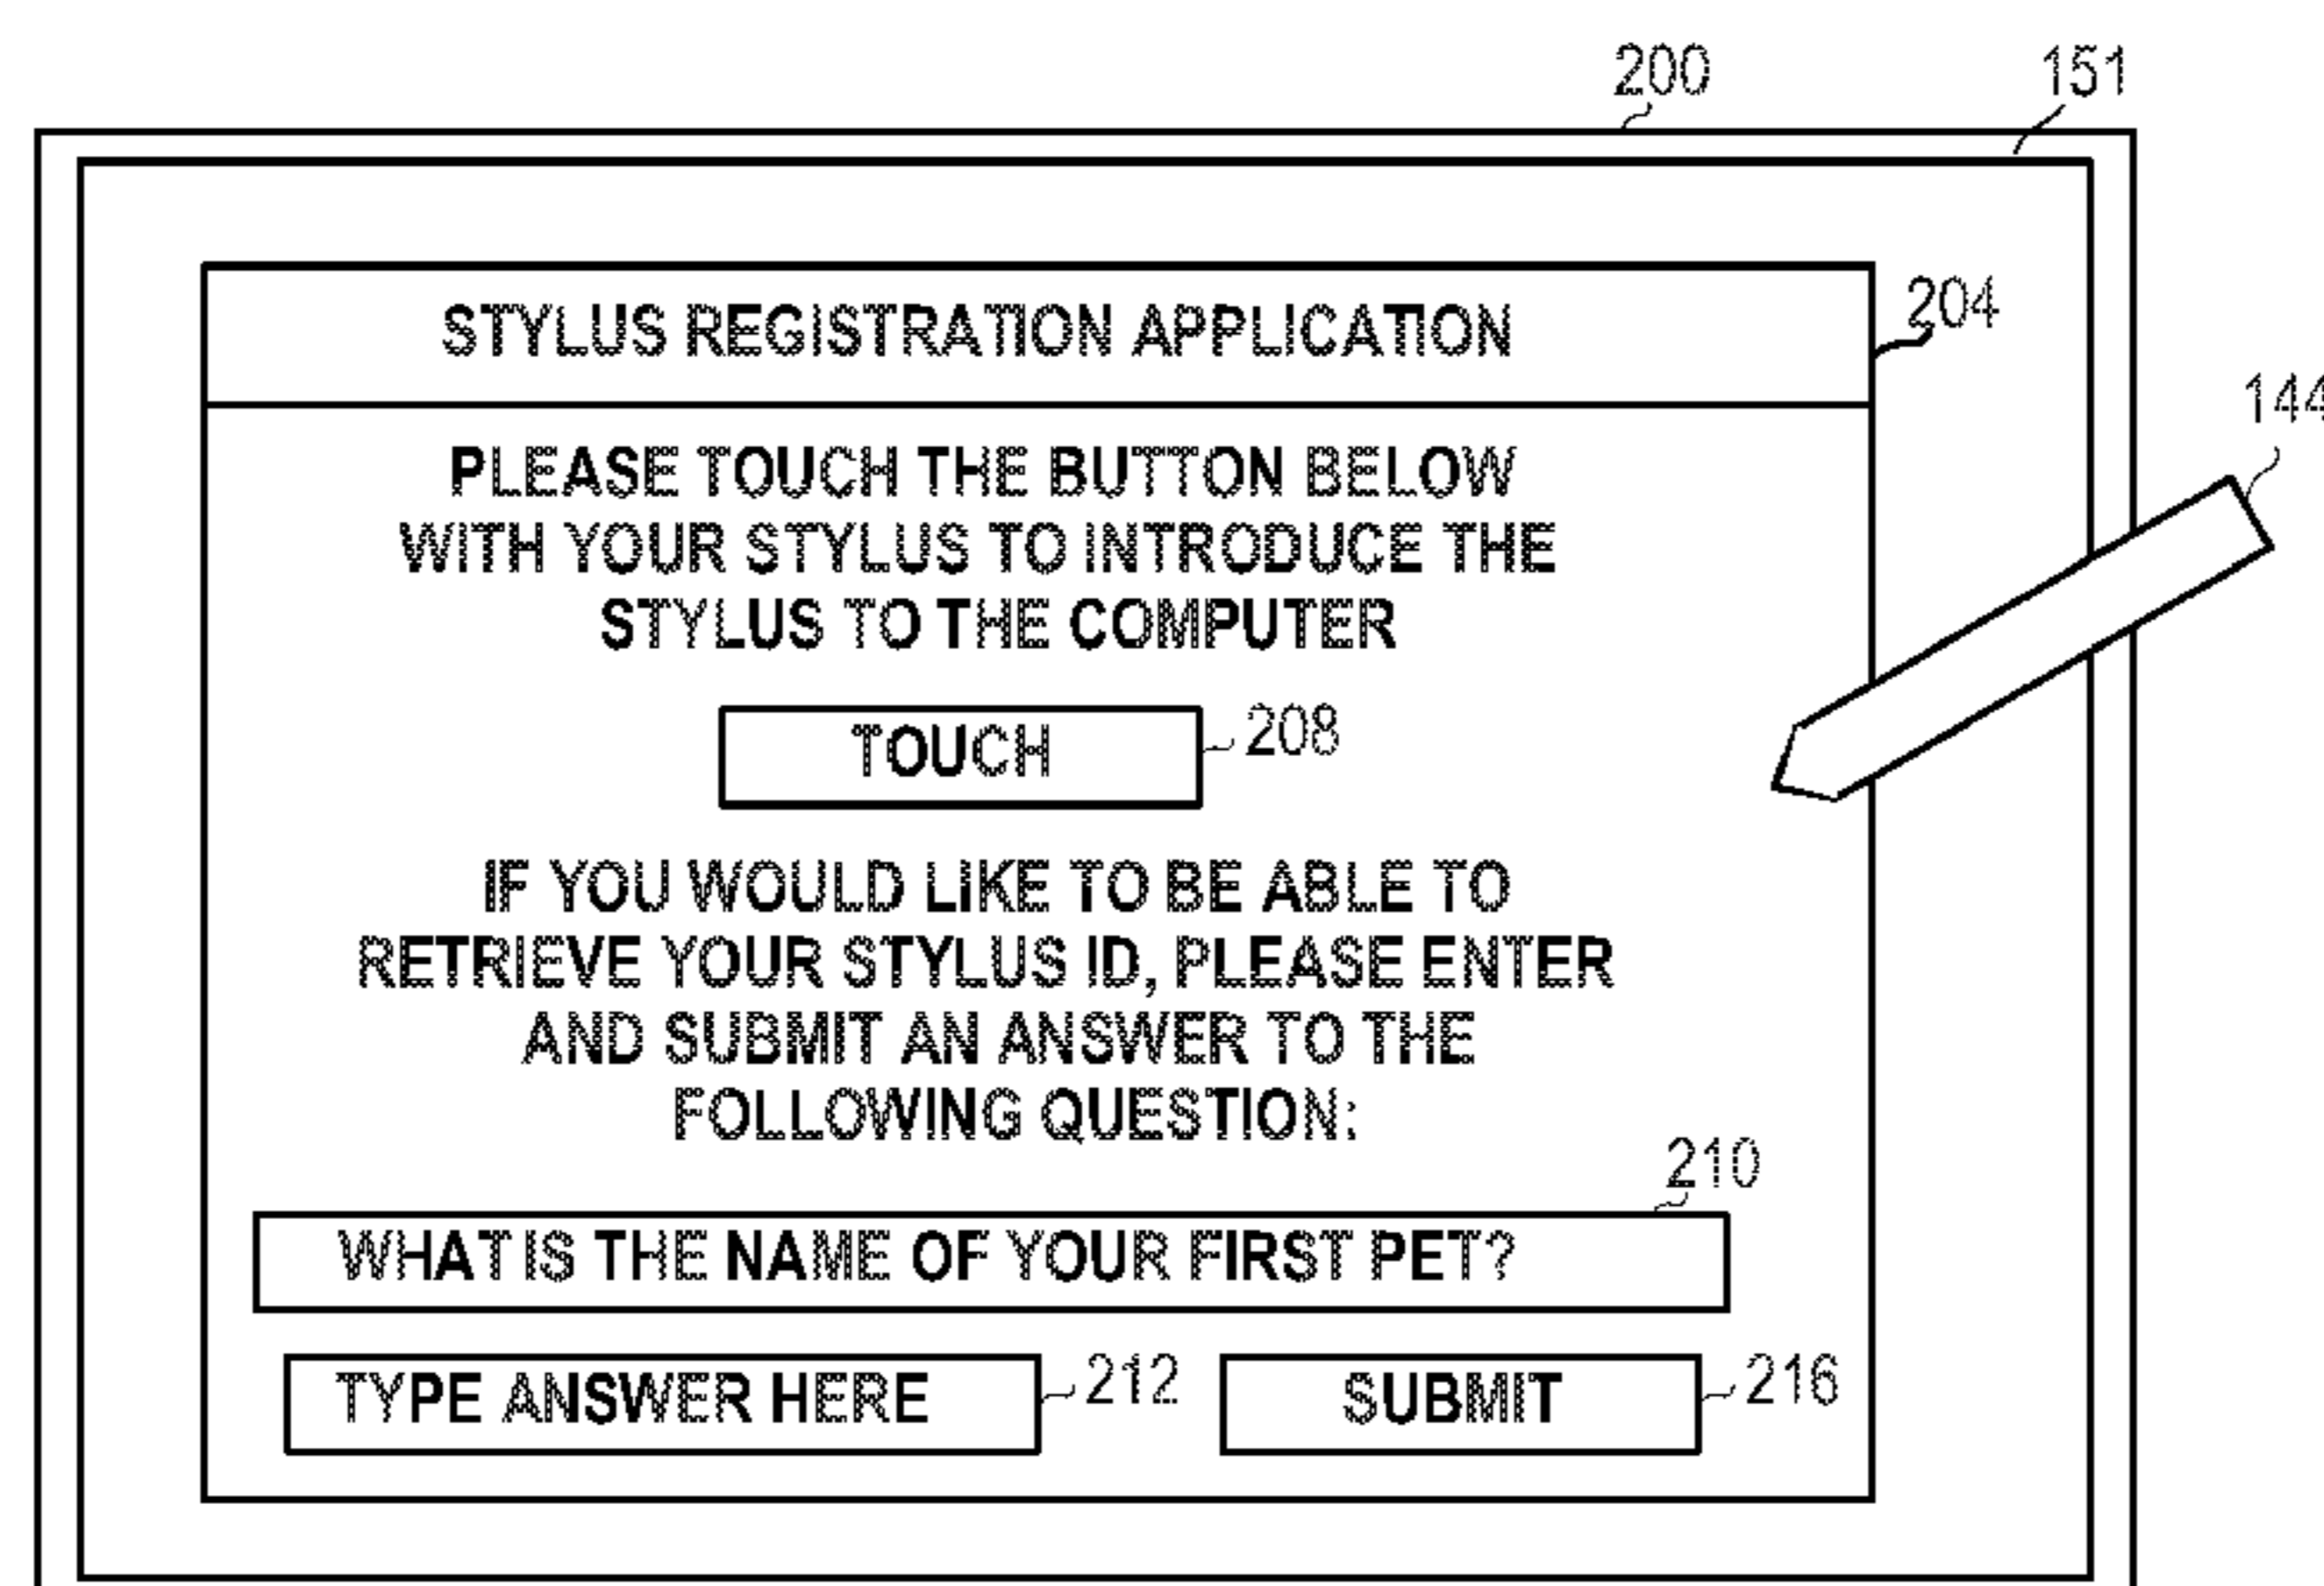 200
151
STYLUS REGISTRATION APPLICATION
204
144
PLEASE TOUCH THE BUTTON BELOW
WITH YOUR STYLUS TO INTRODUCE THE
STYLUS TO THE COMPUTER
TOUCH
208
IF YOU WOULD LIKE TO BE ABLE TO
RETRIEVE YOUR STYLUS ID, PLEASE ENTER
AND SUBMIT AN ANSWER TO THE
FOLLOWING QUESTION:
210
WHAT IS THE NAME OF YOUR FIRST PET?
TYPE ANSWER HERE
212
SUBMIT
216